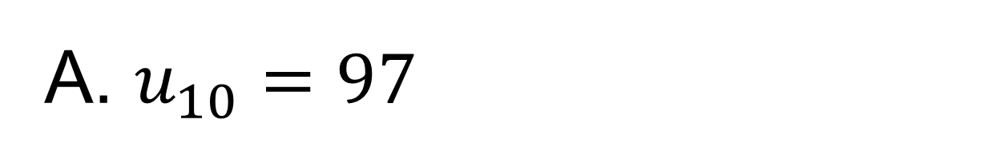 A. 𝑢₁₀ = 97